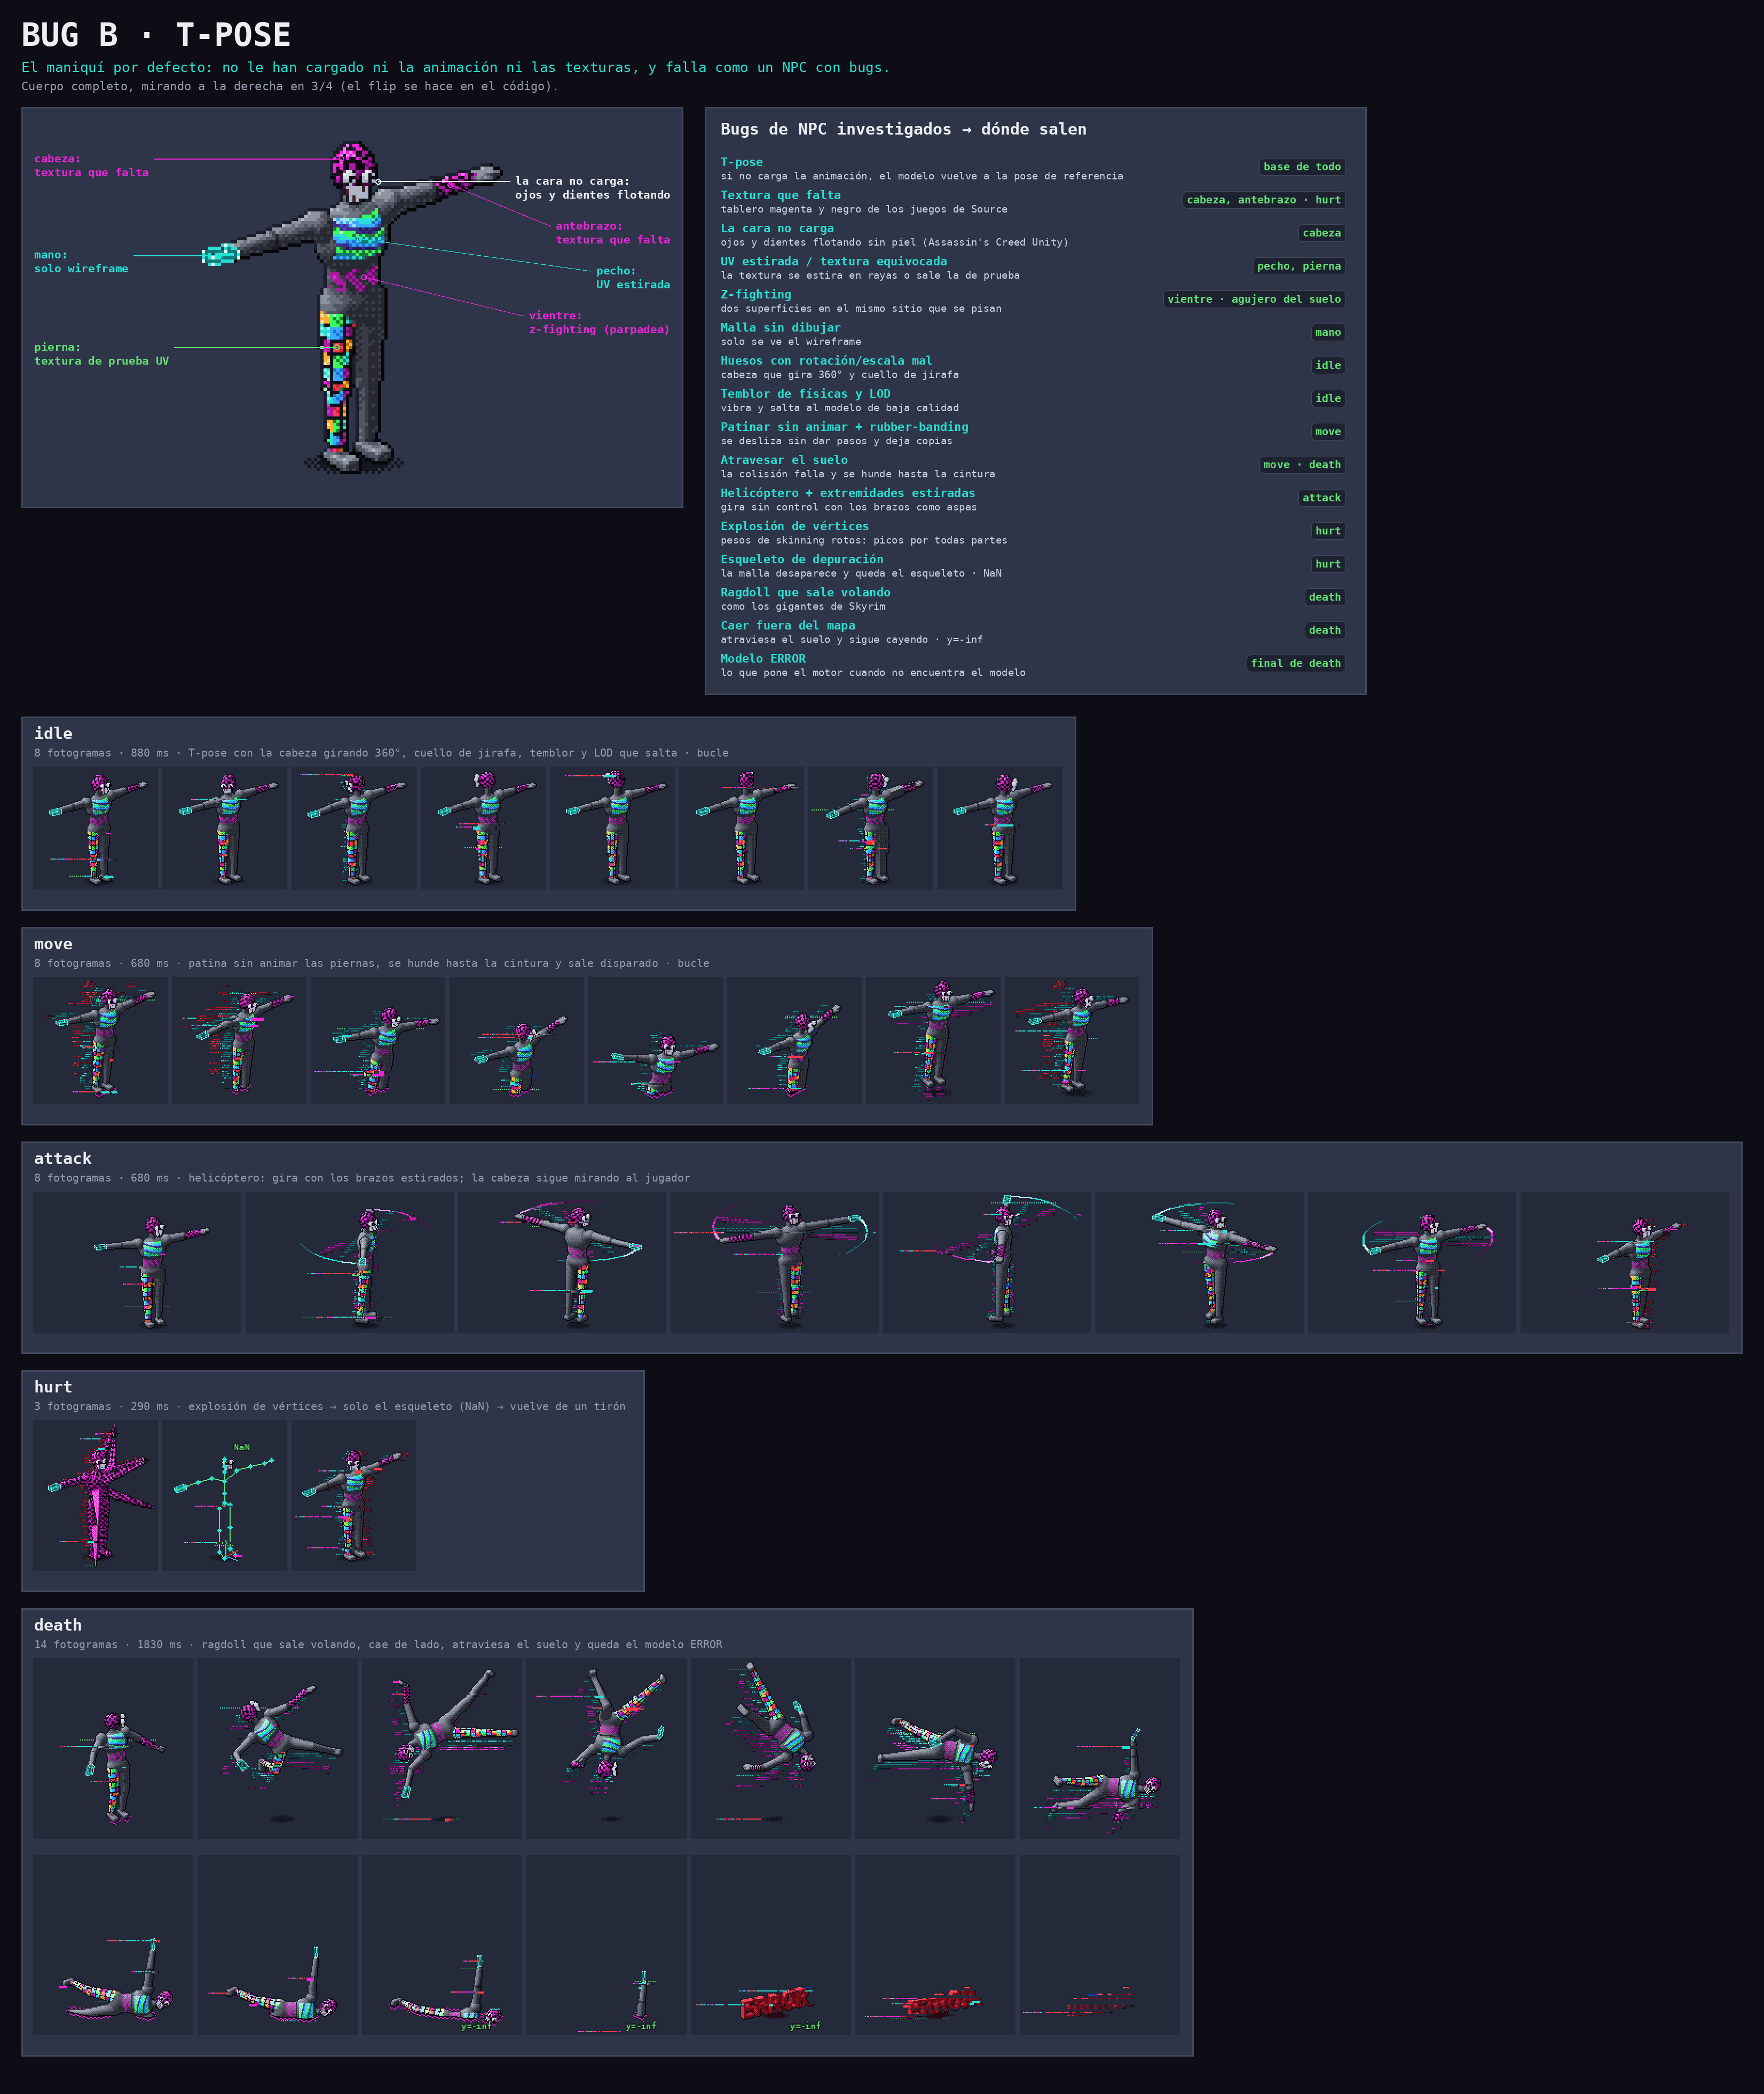 BUG B · T-POSE
El maniquí por defecto: no le han cargado ni la animación ni las texturas, y falla como un NPC con bugs.
Cuerpo completo, mirando a la derecha en 3/4 (el flip se hace en el código).
cabeza:
textura que falta
la cara no carga:
ojos y dientes flotando
antebrazo:
textura que falta
mano:
solo wireframe
pecho:
UV estirada
vientre:
z-fighting (parpadea)
pierna:
textura de prueba UV
Bugs de NPC investigados → dónde salen
T-pose
si no carga la animación, el modelo vuelve a la pose de referencia
base de todo
Textura que falta
tablero magenta y negro de los juegos de Source
cabeza, antebrazo · hurt
La cara no carga
ojos y dientes flotando sin piel (Assassin's Creed Unity)
cabeza
UV estirada / textura equivocada
la textura se estira en rayas o sale la de prueba
pecho, pierna
Z-fighting
dos superficies en el mismo sitio que se pisan
vientre · agujero del suelo
Malla sin dibujar
solo se ve el wireframe
mano
Huesos con rotación/escala mal
cabeza que gira 360° y cuello de jirafa
idle
Temblor de físicas y LOD
vibra y salta al modelo de baja calidad
idle
Patinar sin animar + rubber-banding
se desliza sin dar pasos y deja copias
move
Atravesar el suelo
la colisión falla y se hunde hasta la cintura
move · death
Helicóptero + extremidades estiradas
gira sin control con los brazos como aspas
attack
Explosión de vértices
pesos de skinning rotos: picos por todas partes
hurt
Esqueleto de depuración
la malla desaparece y queda el esqueleto · NaN
hurt
Ragdoll que sale volando
como los gigantes de Skyrim
death
Caer fuera del mapa
atraviesa el suelo y sigue cayendo · y=-inf
death
Modelo ERROR
lo que pone el motor cuando no encuentra el modelo
final de death
idle
8 fotogramas · 880 ms · T-pose con la cabeza girando 360°, cuello de jirafa, temblor y LOD que salta · bucle
move
8 fotogramas · 680 ms · patina sin animar las piernas, se hunde hasta la cintura y sale disparado · bucle
attack
8 fotogramas · 680 ms · helicóptero: gira con los brazos estirados; la cabeza sigue mirando al jugador
hurt
3 fotogramas · 290 ms · explosión de vértices → solo el esqueleto (NaN) → vuelve de un tirón
NaN
death
14 fotogramas · 1830 ms · ragdoll que sale volando, cae de lado, atraviesa el suelo y queda el modelo ERROR
y=-inf
y=-inf
ERROR
y=-inf
ERROR